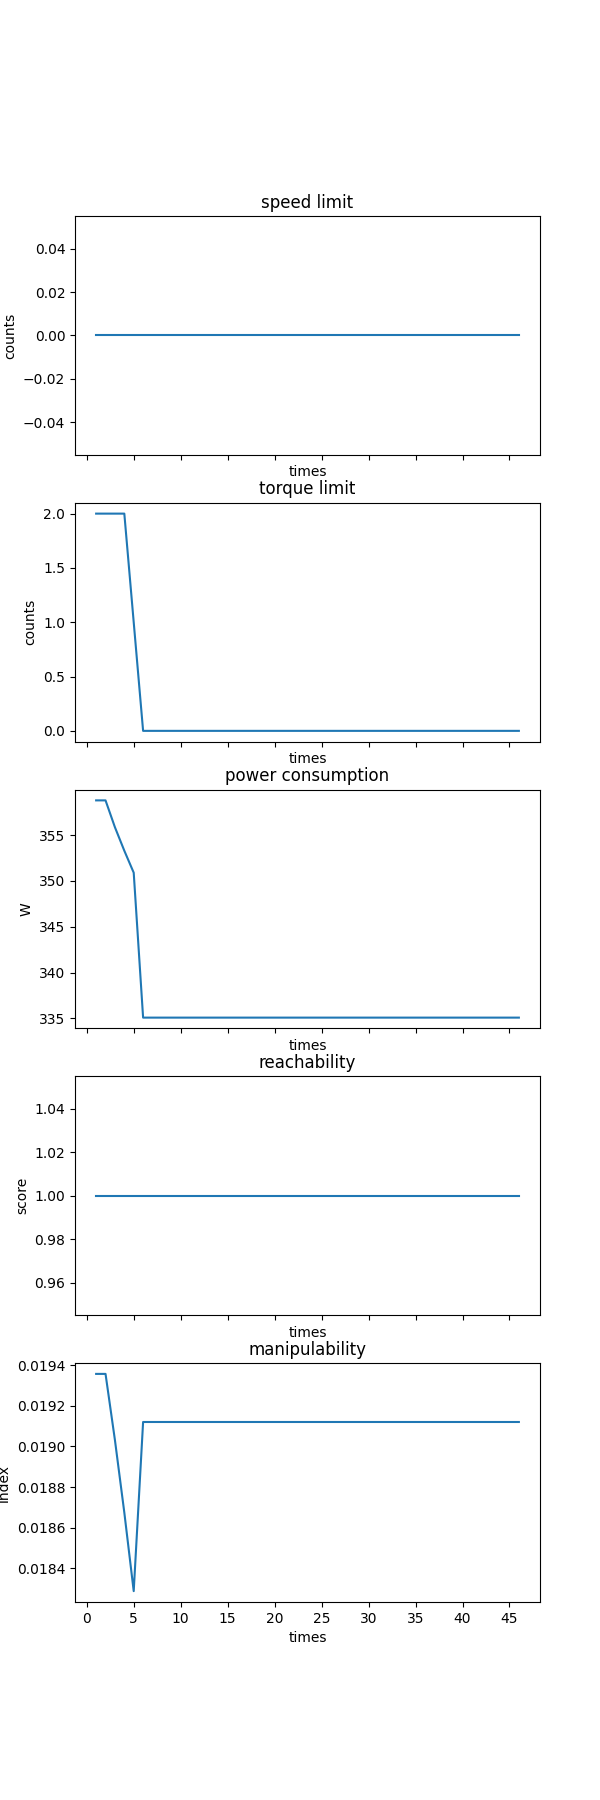 speed limit
0.04
0.02
0.00
−0.02
−0.04
counts
times
torque limit
2.0
1.5
1.0
0.5
0.0
counts
times
power consumption
355
350
345
340
335
W
times
reachability
1.04
1.02
1.00
0.98
0.96
score
times
manipulability
0.0194
0.0192
0.0190
0.0188
0.0186
0.0184
index
0 5 10 15 20 25 30 35 40 45
times